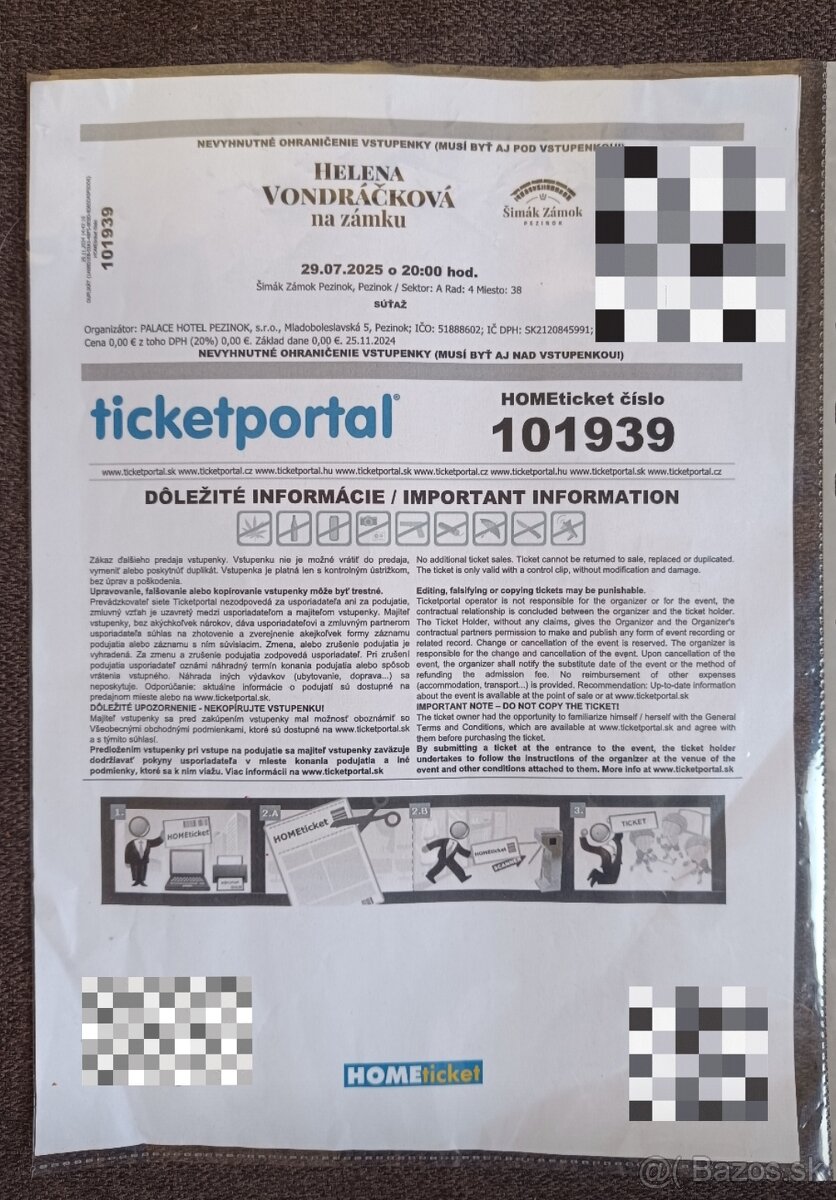 NEVYHNUTNÉ OHRANIČENIE VSTUPENKY (MUSÍ BYŤ AJ POD VSTUPENKOU!)
HELENA
VONDRÁČKOVÁ
na zámku
Šimák Zámok
PEZINOK
101939
29.07.2025 o 20:00 hod.
Šimák Zámok Pezinok, Pezinok / Sektor: A Rad: 4 Miesto: 38
SÚŤAŽ
Organizátor: PALACE HOTEL PEZINOK, s.r.o., Mladoboleslavská 5, Pezinok; IČO: 51888602; IČ DPH: SK2120845991;
Cena 0,00 € z toho DPH (20%) 0,00 €. Základ dane 0,00 €. 25.11.2024
NEVYHNUTNÉ OHRANIČENIE VSTUPENKY (MUSÍ BYŤ AJ NAD VSTUPENKOU!)
ticketportal®
HOMEticket číslo
101939
www.ticketportal.sk www.ticketportal.cz www.ticketportal.hu www.ticketportal.sk www.ticketportal.cz www.ticketportal.hu www.ticketportal.sk www.ticketportal.cz
DÔLEŽITÉ INFORMÁCIE / IMPORTANT INFORMATION
Zákaz ďalšieho predaja vstupenky. Vstupenku nie je možné vrátiť do predaja,
vymeniť alebo poskytnúť duplikát. Vstupenka je platná len s kontrolným ústrižkom,
bez úprav a poškodenia.
Upravovanie, falšovanie alebo kopírovanie vstupenky môže byť trestné.
Prevádzkovateľ siete Ticketportal nezodpovedá za usporiadateľa ani za podujatie,
zmluvný vzťah je uzavretý medzi usporiadateľom a majiteľom vstupenky. Majiteľ
vstupenky, bez akýchkoľvek nárokov, dáva usporiadateľovi a zmluvným partnerom
usporiadateľa súhlas na zhotovenie a zverejnenie akejkoľvek formy záznamu
podujatia alebo záznamu s ním súvisiacim. Zmena, alebo zrušenie podujatia je
vyhradená. Za zmenu a zrušenie podujatia zodpovedá usporiadateľ. Pri zrušení
podujatia usporiadateľ oznámi náhradný termín konania podujatia alebo spôsob
vrátenia vstupného. Náhrada iných výdavkov (ubytovanie, doprava...) sa
neposkytuje. Odporúčanie: aktuálne informácie o podujatí sú dostupné na
predajnom mieste alebo na www.ticketportal.sk.
DÔLEŽITÉ UPOZORNENIE - NEKOPÍRUJTE VSTUPENKU!
Majiteľ vstupenky sa pred zakúpením vstupenky mal možnosť oboznámiť so
Všeobecnými obchodnými podmienkami, ktoré sú dostupné na www.ticketportal.sk
a s týmito súhlasí.
Predložením vstupenky pri vstupe na podujatie sa majiteľ vstupenky zaväzuje
dodržiavať pokyny usporiadateľa v mieste konania podujatia a iné
podmienky, ktoré sa k nim viažu. Viac informácií na www.ticketportal.sk
No additional ticket sales. Ticket cannot be returned to sale, replaced or duplicated.
The ticket is only valid with a control clip, without modification and damage.
Editing, falsifying or copying tickets may be punishable.
Ticketportal operator is not responsible for the organizer or for the event, the
contractual relationship is concluded between the organizer and the ticket holder.
The Ticket Holder, without any claims, gives the Organizer and the Organizer's
contractual partners permission to make and publish any form of event recording or
related record. Change or cancellation of the event is reserved. The organizer is
responsible for the change and cancellation of the event. Upon cancellation of the
event, the organizer shall notify the substitute date of the event or the method of
refunding the admission fee. No reimbursement of other expenses
(accommodation, transport...) is provided. Recommendation: Up-to-date information
about the event is available at the point of sale or at www.ticketportal.sk
IMPORTANT NOTE – DO NOT COPY THE TICKET!
The ticket owner had the opportunity to familiarize himself / herself with the General
Terms and Conditions, which are available at www.ticketportal.sk and agree with
them before purchasing the ticket.
By submitting a ticket at the entrance to the event, the ticket holder
undertakes to follow the instructions of the organizer at the venue of the
event and other conditions attached to them. More info at www.ticketportal.sk
1.
HOMEticket
2.A
HOMEticket
2.B
HOMEticket
SCANNER
3.
TICKET
HOMEticket
@( Bazos.sk